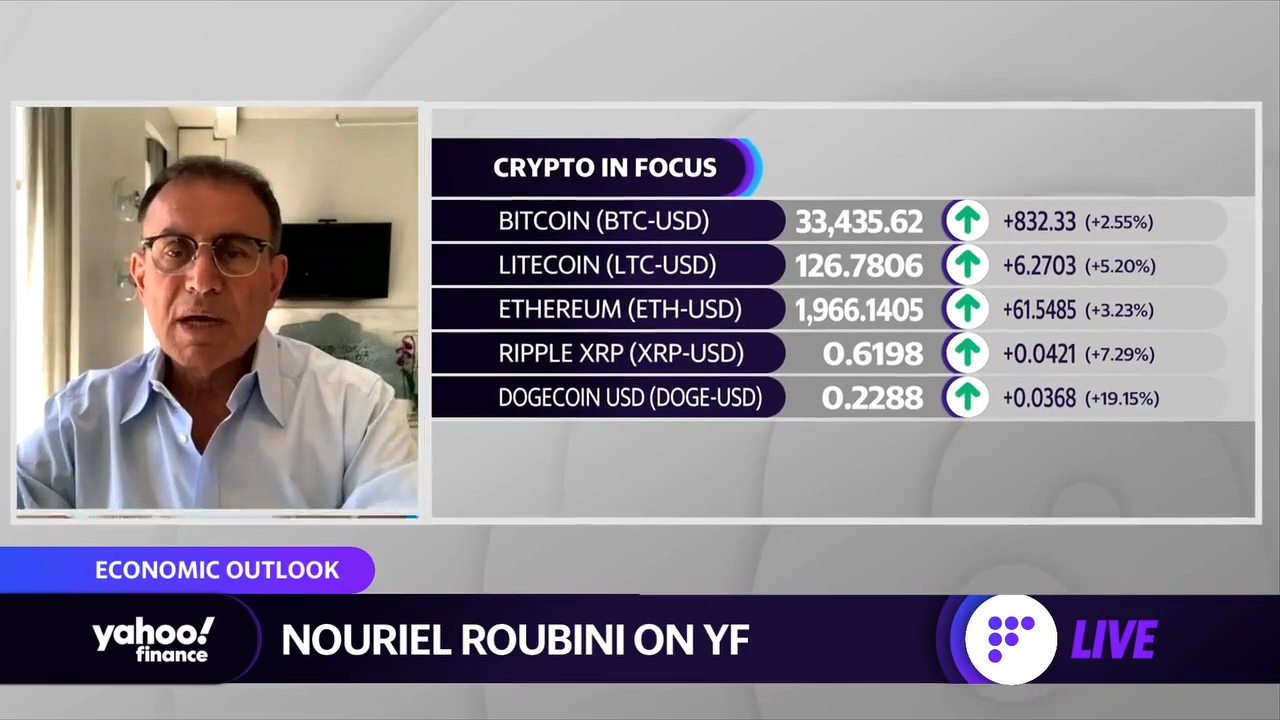 CRYPTO IN FOCUS
BITCOIN (BTC-USD) 33,435.62 +832.33 (+2.55%)
LITECOIN (LTC-USD) 126.7806 +6.2703 (+5.20%)
ETHEREUM (ETH-USD) 1,966.1405 +61.5485 (+3.23%)
RIPPLE XRP (XRP-USD) 0.6198 +0.0421 (+7.29%)
DOGECOIN USD (DOGE-USD) 0.2288 +0.0368 (+19.15%)
ECONOMIC OUTLOOK
yahoo!
finance
NOURIEL ROUBINI ON YF
LIVE